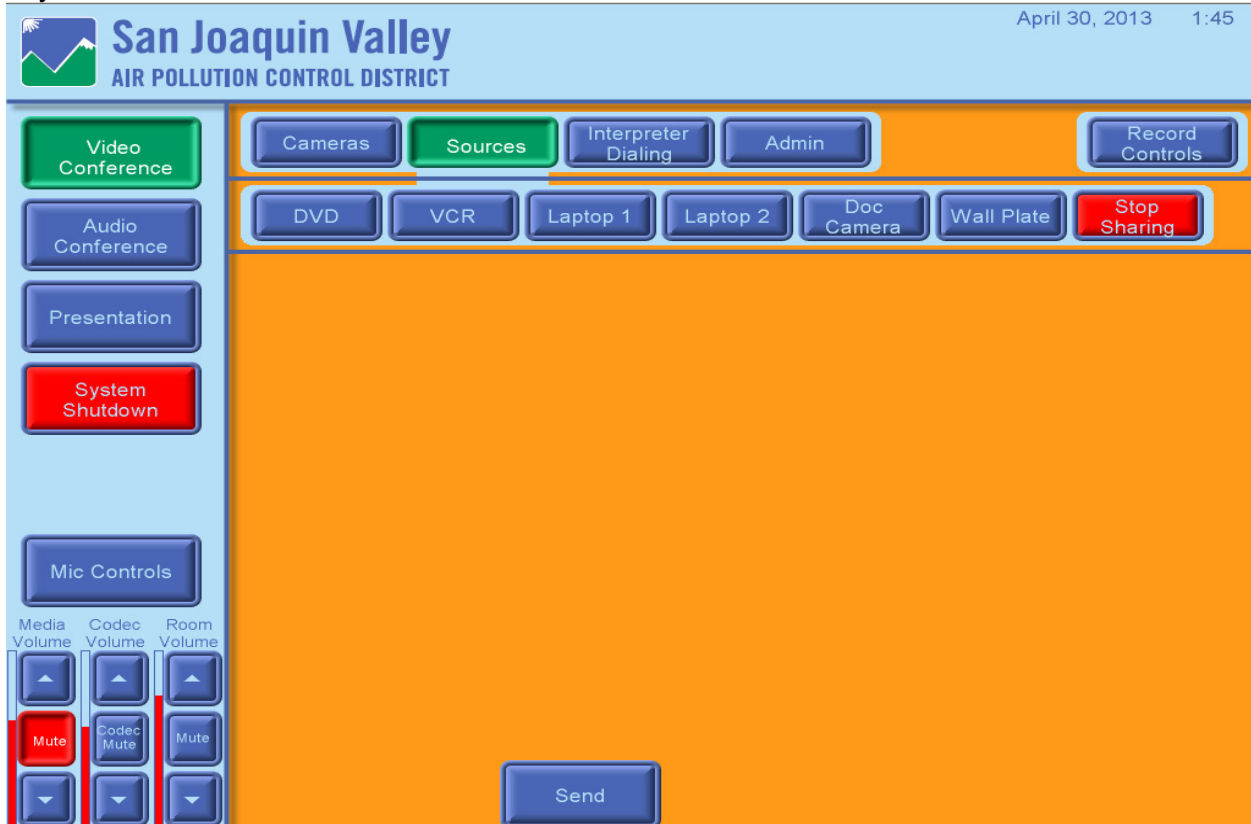 San Joaquin Valley
AIR POLLUTION CONTROL DISTRICT
April 30, 2013 1:45
Video
Conference
Audio
Conference
Presentation
System
Shutdown
Mic Controls
Media
Volume
Codec
Volume
Room
Volume
Mute
Codec
Mute
Mute
Cameras
Sources
Interpreter
Dialing
Admin
Record
Controls
DVD
VCR
Laptop 1
Laptop 2
Doc
Camera
Wall Plate
Stop
Sharing
Send